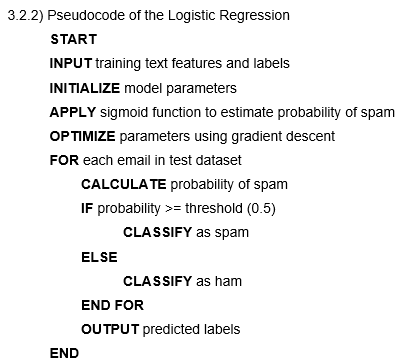 3.2.2) Pseudocode of the Logistic Regression
START
INPUT training text features and labels
INITIALIZE model parameters
APPLY sigmoid function to estimate probability of spam
OPTIMIZE parameters using gradient descent
FOR each email in test dataset
CALCULATE probability of spam
IF probability >= threshold (0.5)
CLASSIFY as spam
ELSE
CLASSIFY as ham
END FOR
OUTPUT predicted labels
END